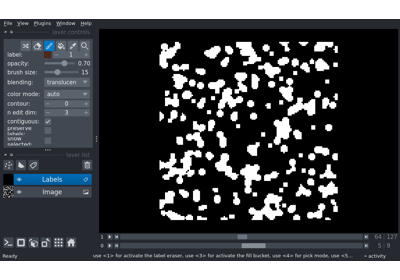 File View Plugins Window Help
layer controls
label: 1
opacity: 0.70
brush size: 15
blending: translucen
color mode: auto
contour: 0
n edit dim: 3
contiguous:
preserve labels:
show selected:
layer list
Labels
Image
1 64 127
0 5 9
Ready use <1> for activate the label eraser, use <3> for activate the fill bucket, use <4> for pick mode, use <5... activity